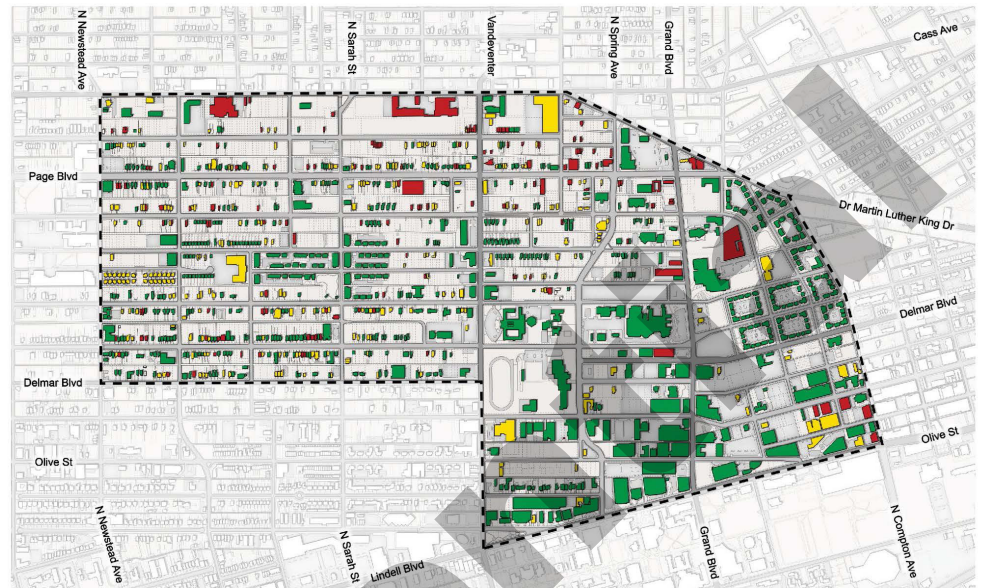 N Newstead Ave
N Sarah St
Vandeventer
N Spring Ave
Grand Blvd
Cass Ave
Page Blvd
Dr Martin Luther King Dr
Delmar Blvd
Delmar Blvd
Olive St
Olive St
N Newstead Ave
N Sarah St
Lindell Blvd
Grand Blvd
N Compton Ave